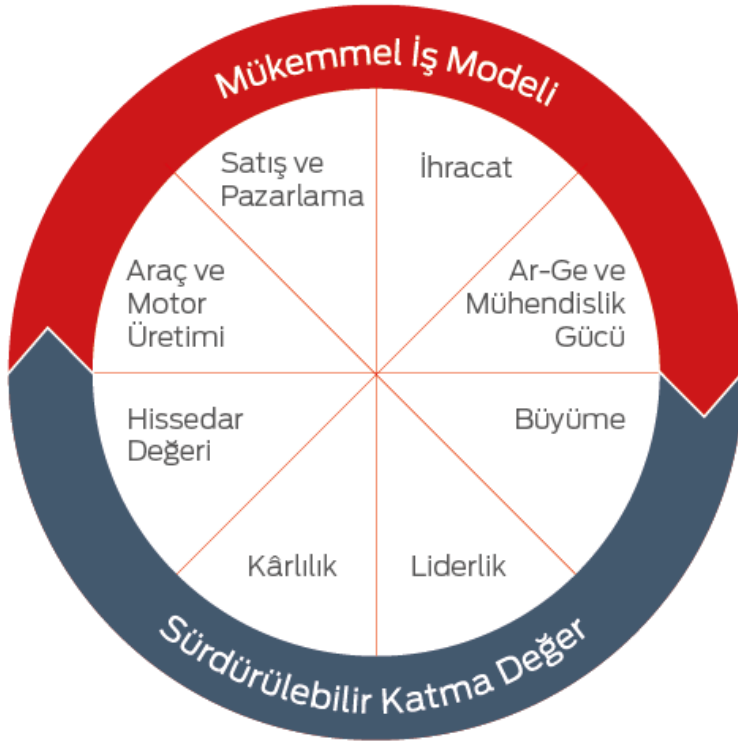 Mükemmel İş Modeli
Satış ve
Pazarlama
İhracat
Araç ve
Motor
Üretimi
Ar-Ge ve
Mühendislik
Gücü
Hissedar
Değeri
Büyüme
Kârlılık
Liderlik
Sürdürülebilir Katma Değer